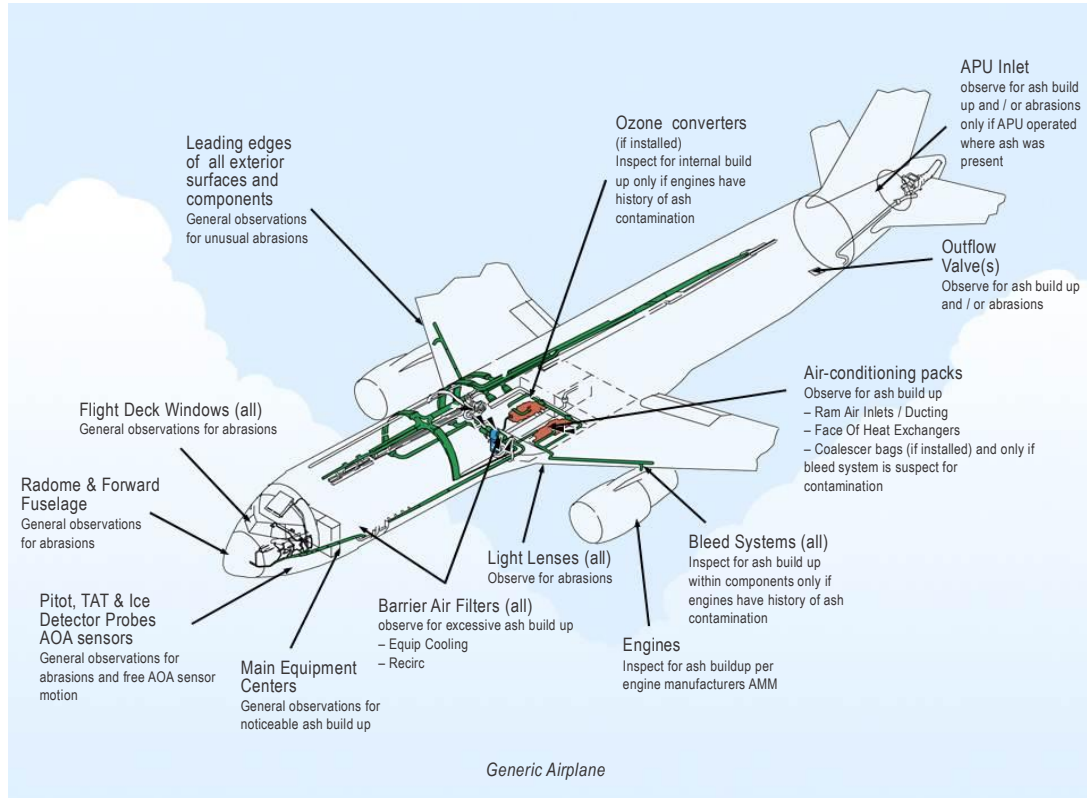 APU Inlet
observe for ash build
up and / or abrasions
only if APU operated
where ash was
present
Ozone converters
(if installed)
Inspect for internal build
up only if engines have
history of ash
contamination
Leading edges
of all exterior
surfaces and
components
General observations
for unusual abrasions
Outflow
Valve(s)
Observe for ash build up
and / or abrasions
Air-conditioning packs
Observe for ash build up
– Ram Air Inlets / Ducting
– Face Of Heat Exchangers
– Coalescer bags (if installed) and only if
bleed system is suspect for
contamination
Flight Deck Windows (all)
General observations for abrasions
Radome & Forward
Fuselage
General observations
for abrasions
Light Lenses (all)
Observe for abrasions
Bleed Systems (all)
Inspect for ash build up
within components only if
engines have history of ash
contamination
Pitot, TAT & Ice
Detector Probes
AOA sensors
General observations for
abrasions and free AOA sensor
motion
Barrier Air Filters (all)
observe for excessive ash build up
– Equip Cooling
– Recirc
Main Equipment
Centers
General observations for
noticeable ash build up
Engines
Inspect for ash buildup per
engine manufacturers AMM
Generic Airplane